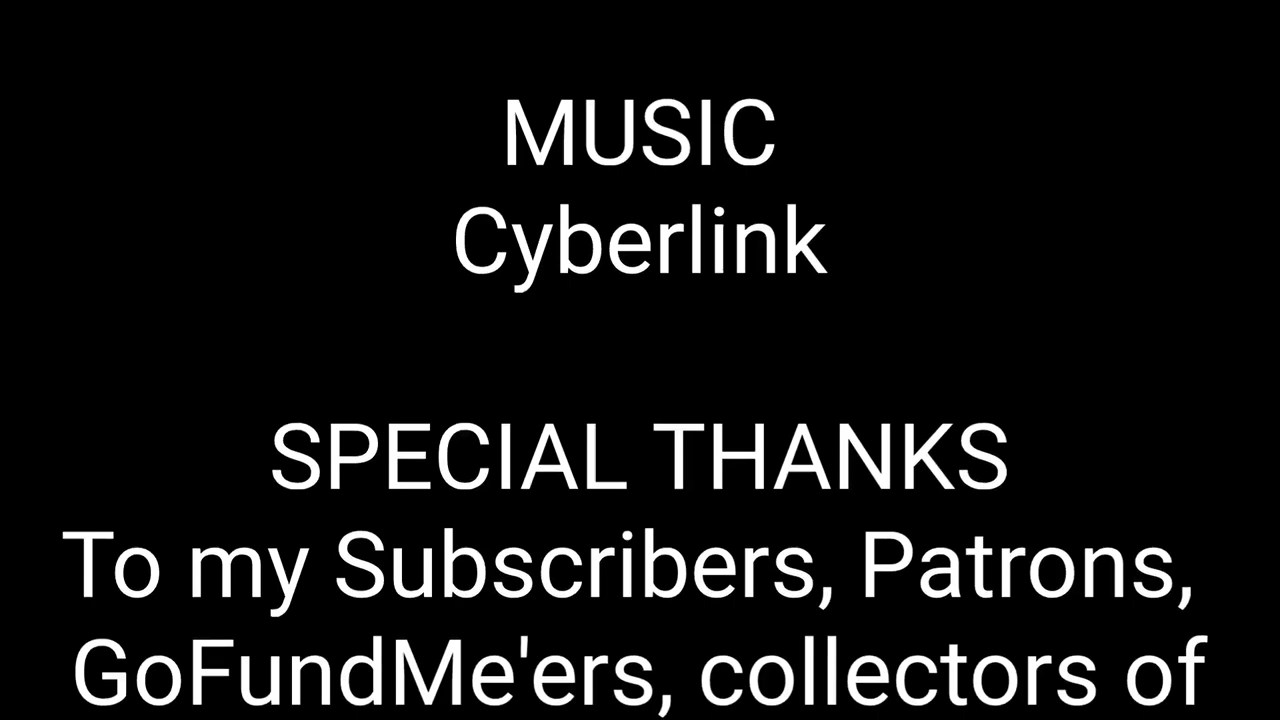 MUSIC
Cyberlink
SPECIAL THANKS
To my Subscribers, Patrons,
GoFundMe'ers, collectors of